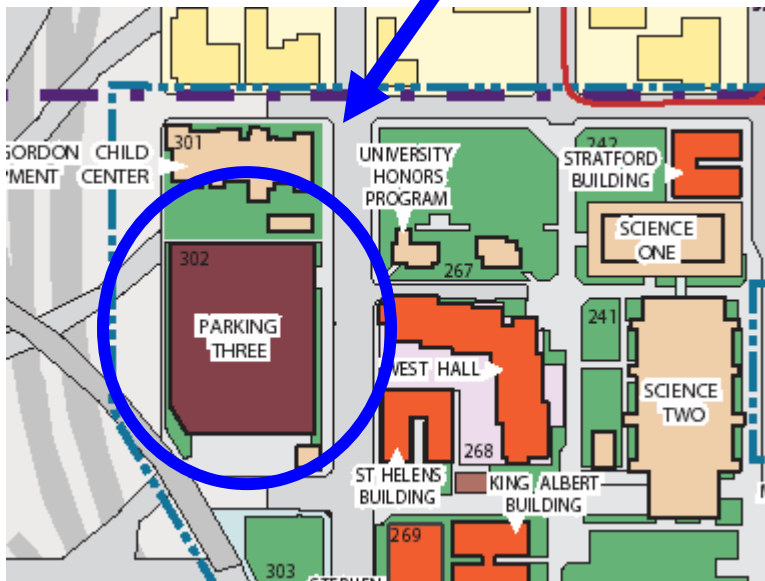 301
GORDON CHILD
PMENT CENTER
UNIVERSITY
HONORS
PROGRAM
242
STRATFORD
BUILDING
SCIENCE
ONE
302
267
PARKING
THREE
241
WEST HALL
SCIENCE
TWO
268
ST HELENS
BUILDING
KING ALBERT
BUILDING
269
303
STEPHEN